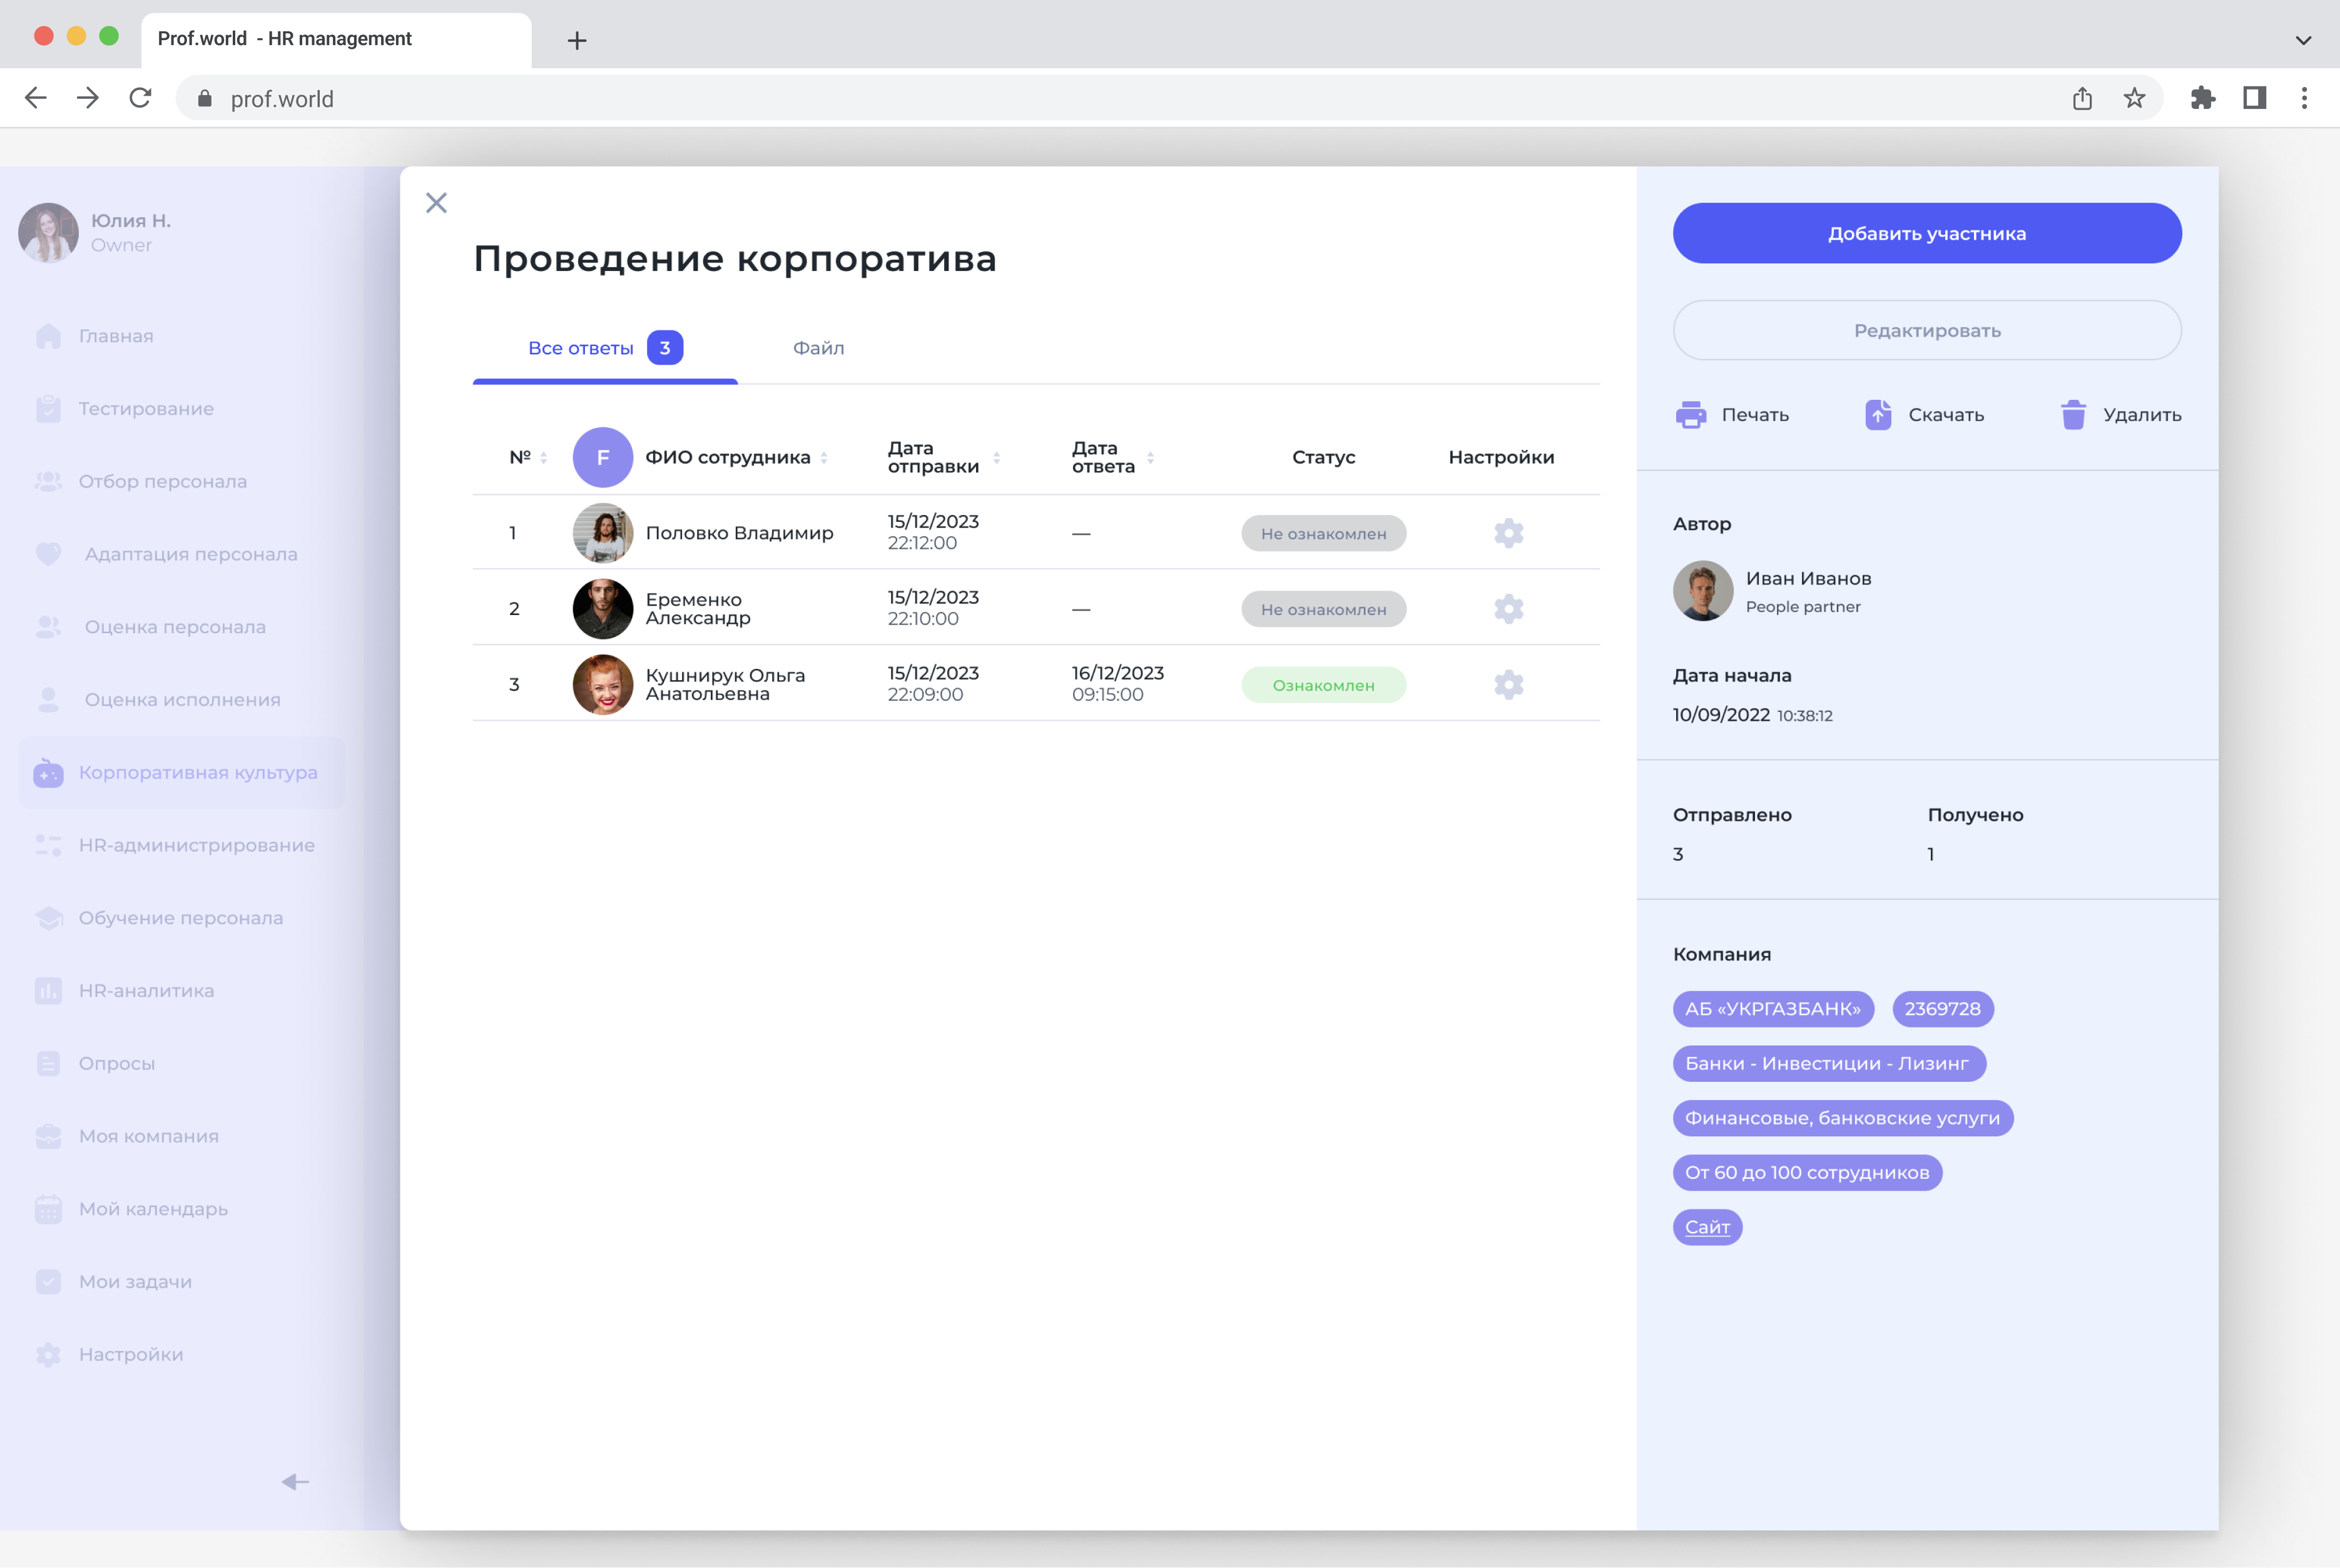 Prof.world - HR management
prof.world
Юлия Н.
Owner
Главная
Тестирование
Отбор персонала
Адаптация персонала
Оценка персонала
Оценка исполнения
Корпоративная культура
HR-администрирование
Обучение персонала
HR-аналитика
Опросы
Моя компания
Мой календарь
Мои задачи
Настройки
Проведение корпоратива
Все ответы 3 Файл
№ F ФИО сотрудника Дата отправки Дата ответа Статус Настройки
1 Половко Владимир 15/12/2023 22:12:00 — Не ознакомлен
2 Еременко Александр 15/12/2023 22:10:00 — Не ознакомлен
3 Кушнирук Ольга Анатольевна 15/12/2023 22:09:00 16/12/2023 09:15:00 Ознакомлен
Добавить участника
Редактировать
Печать Скачать Удалить
Автор
Иван Иванов
People partner
Дата начала
10/09/2022 10:38:12
Отправлено Получено
3 1
Компания
АБ «УКРГАЗБАНК» 2369728
Банки - Инвестиции - Лизинг
Финансовые, банковские услуги
От 60 до 100 сотрудников
Сайт